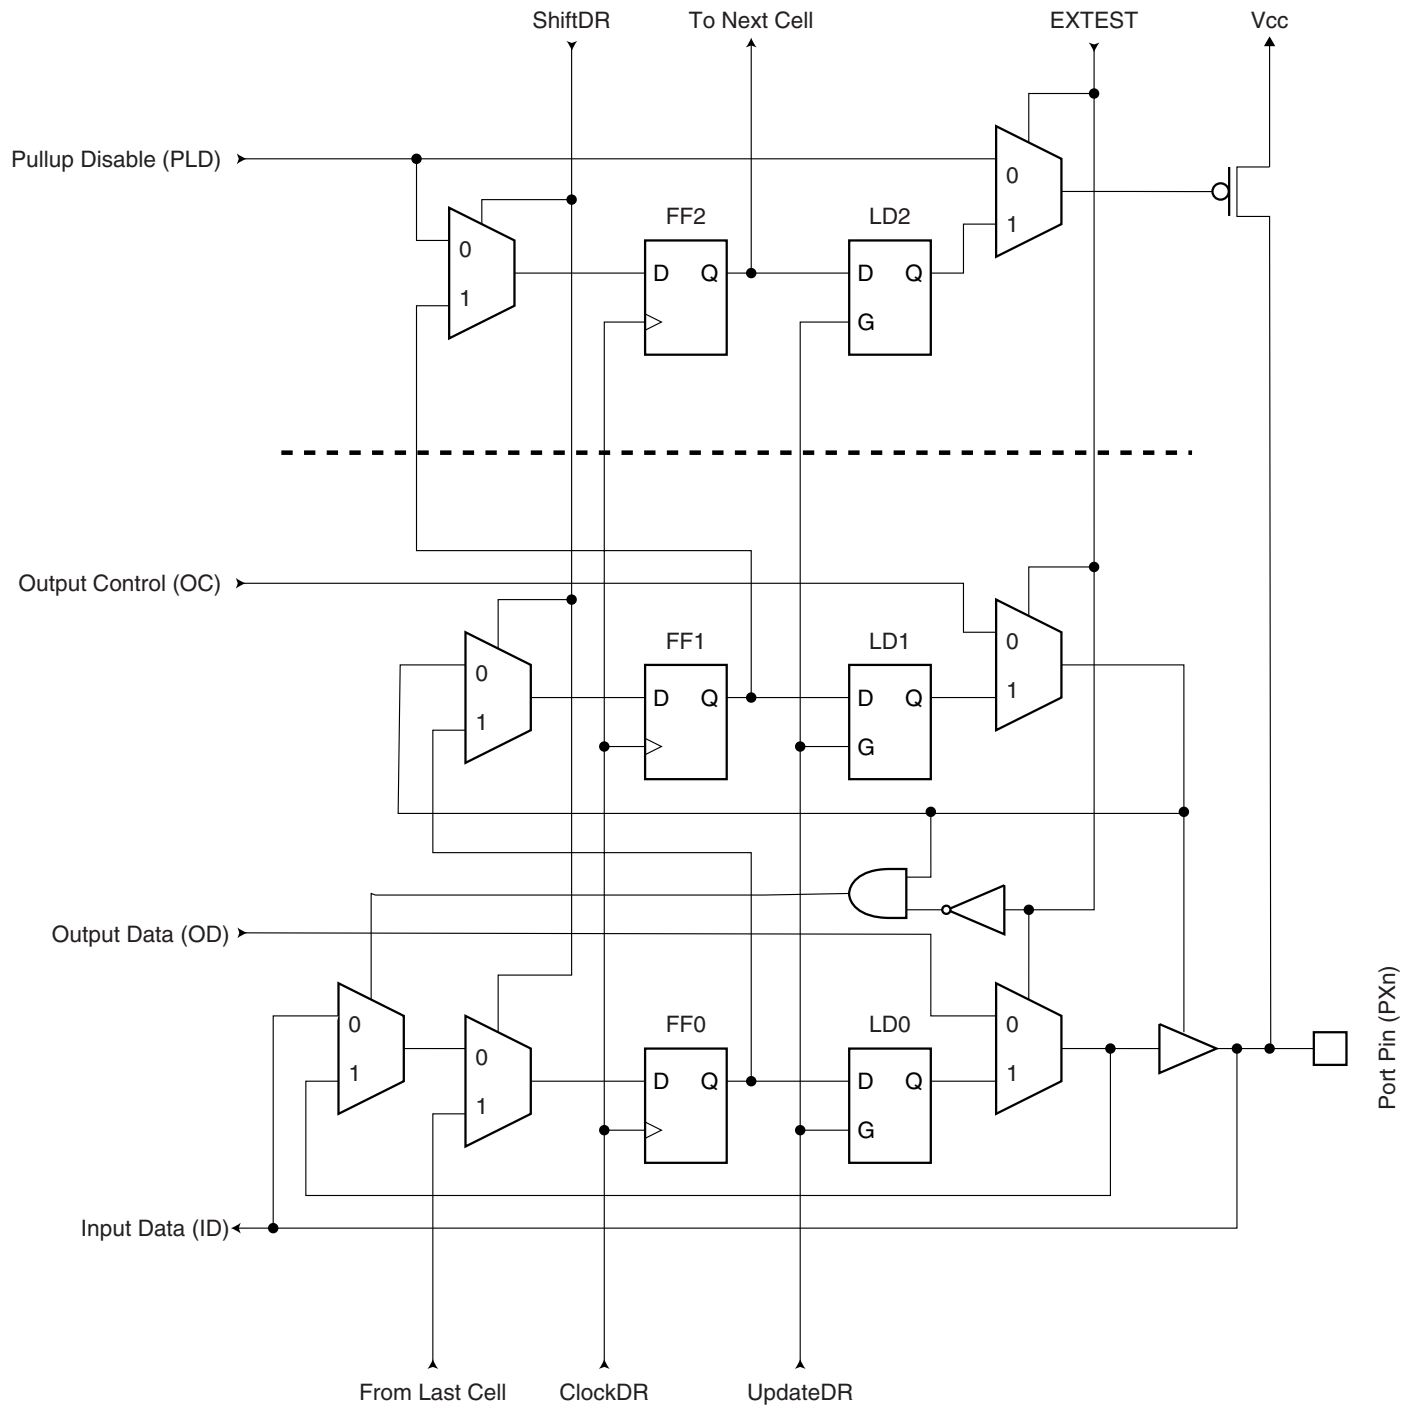 ShiftDR To Next Cell EXTEST Vcc
Pullup Disable (PLD)
0
1
FF2
D Q
LD2
D Q
G
0
1
Output Control (OC)
0
1
FF1
D Q
LD1
D Q
G
0
1
Output Data (OD)
0
1
0
1
FF0
D Q
LD0
D Q
G
0
1
Port Pin (PXn)
Input Data (ID)
From Last Cell ClockDR UpdateDR